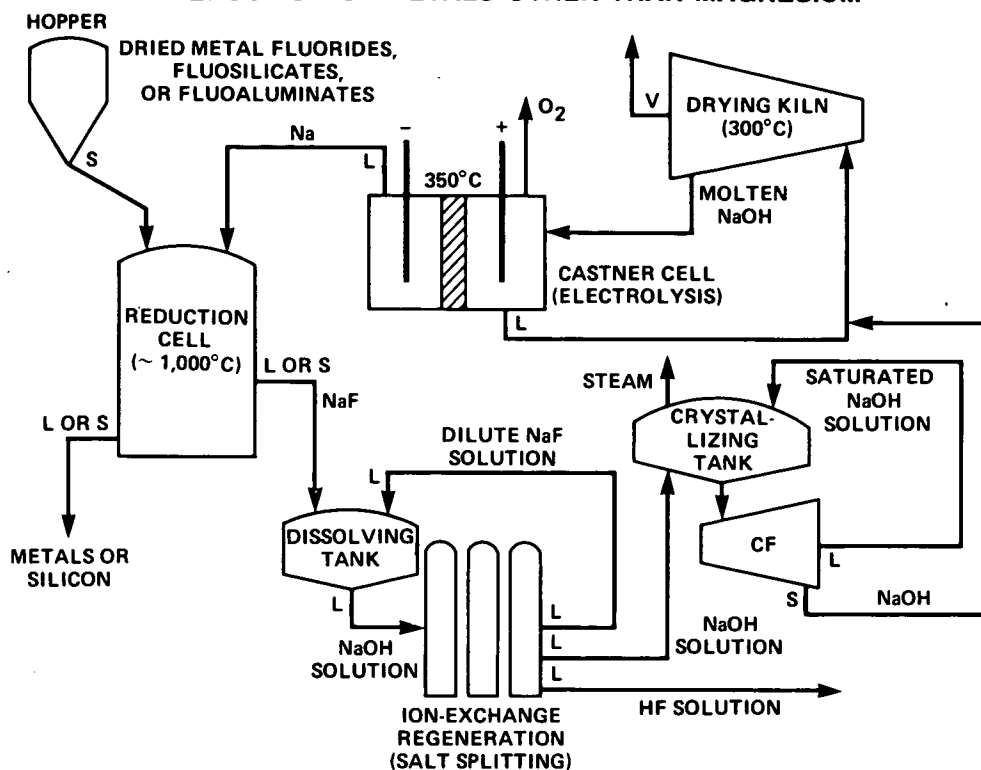 HOPPER
DRIED METAL FLUORIDES,
FLUOSILICATES,
OR FLUOALUMINATES
S
Na
L
−
+
O2
350°C
V
DRYING KILN
(300°C)
MOLTEN
NaOH
CASTNER CELL
(ELECTROLYSIS)
L
REDUCTION
CELL
(~ 1,000°C)
L OR S
NaF
L OR S
METALS OR
SILICON
STEAM
SATURATED
NaOH
SOLUTION
CRYSTAL-
LIZING
TANK
DILUTE NaF
SOLUTION
L
DISSOLVING
TANK
L
NaOH
SOLUTION
CF
L
S
NaOH
L
L
L
NaOH
SOLUTION
HF SOLUTION
ION-EXCHANGE
REGENERATION
(SALT SPLITTING)